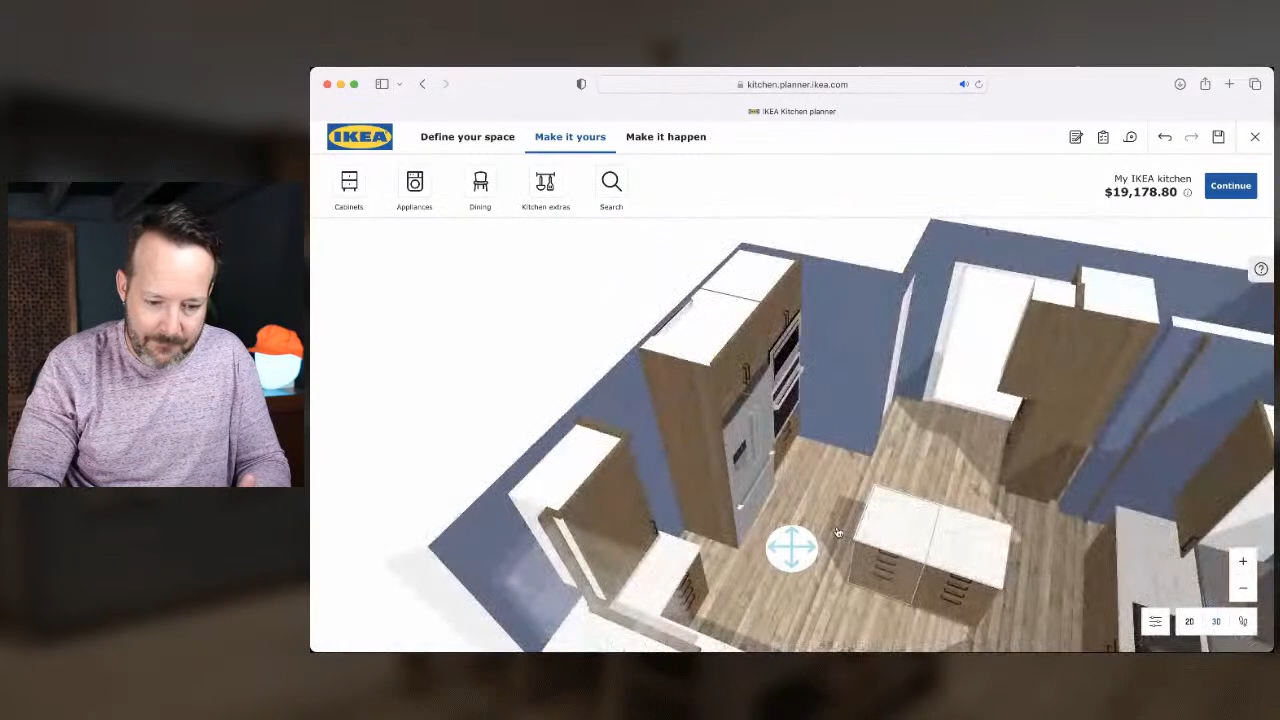 kitchen.planner.ikea.com
IKEA Kitchen planner
IKEA
Define your space
Make it yours
Make it happen
Cabinets
Appliances
Dining
Kitchen extras
Search
My IKEA kitchen
$19,178.80
Continue
2D
3D